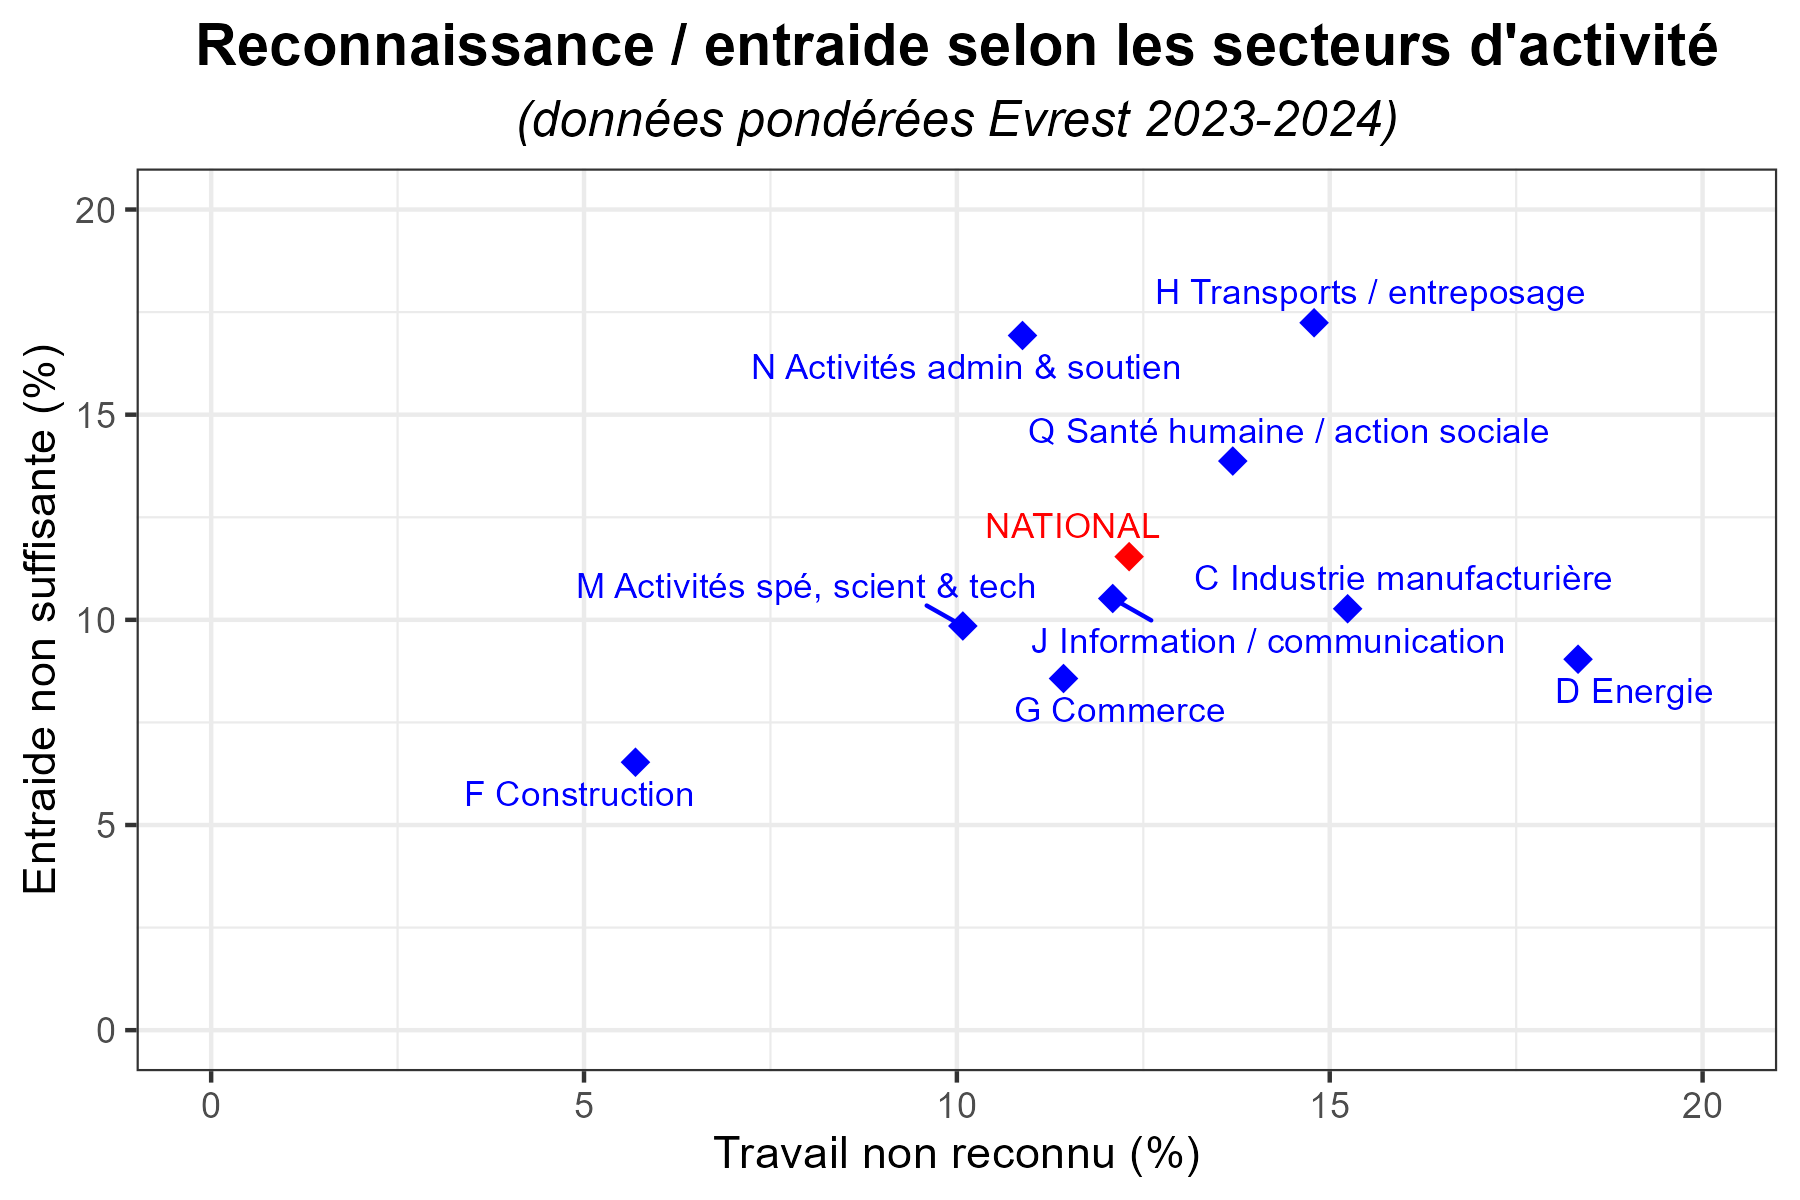 Reconnaissance / entraide selon les secteurs d'activité
(données pondérées Evrest 2023-2024)
Entraide non suffisante (%)
20
15
10
5
0
H Transports / entreposage
N Activités admin & soutien
Q Santé humaine / action sociale
NATIONAL
M Activités spé, scient & tech
C Industrie manufacturière
J Information / communication
D Energie
G Commerce
F Construction
0
5
10
15
20
Travail non reconnu (%)